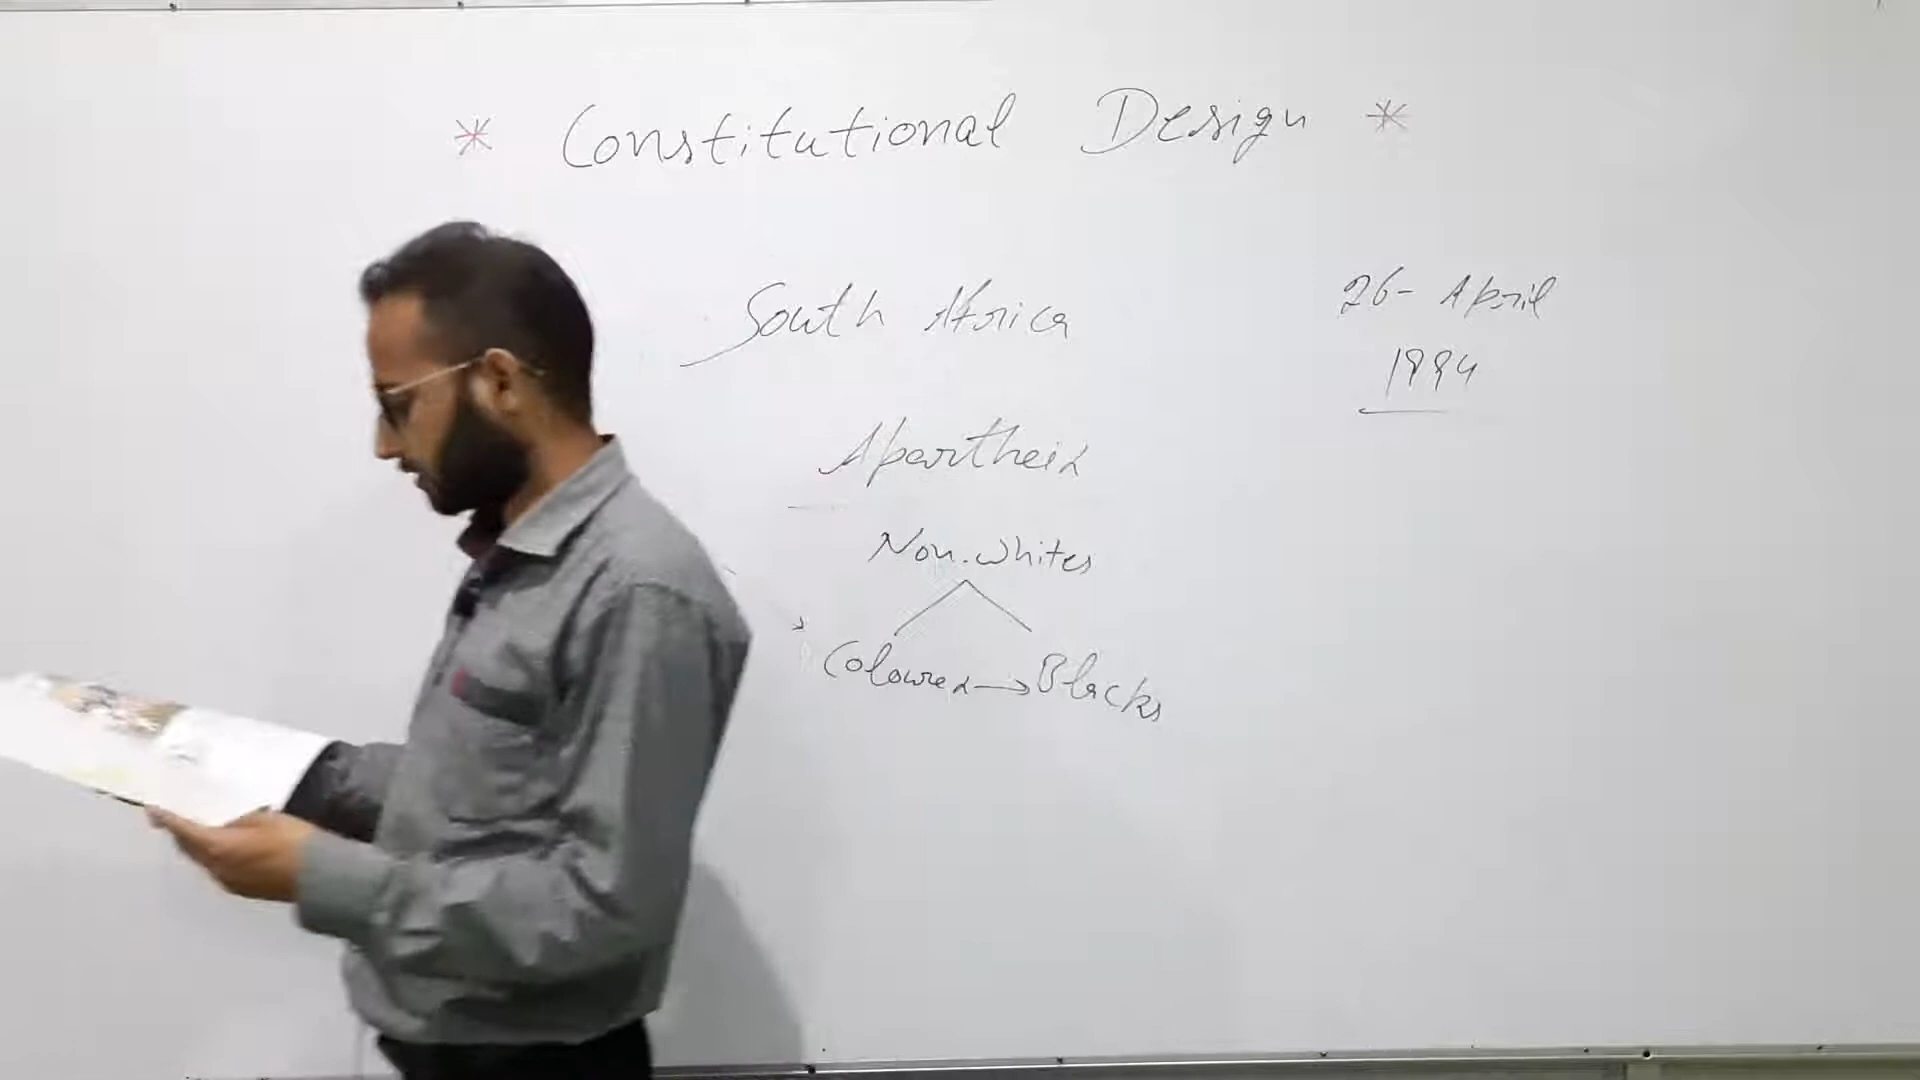 * Constitutional Design *
South Africa
26- April
1994
Apartheid
Non.whites
Coloured → Blacks